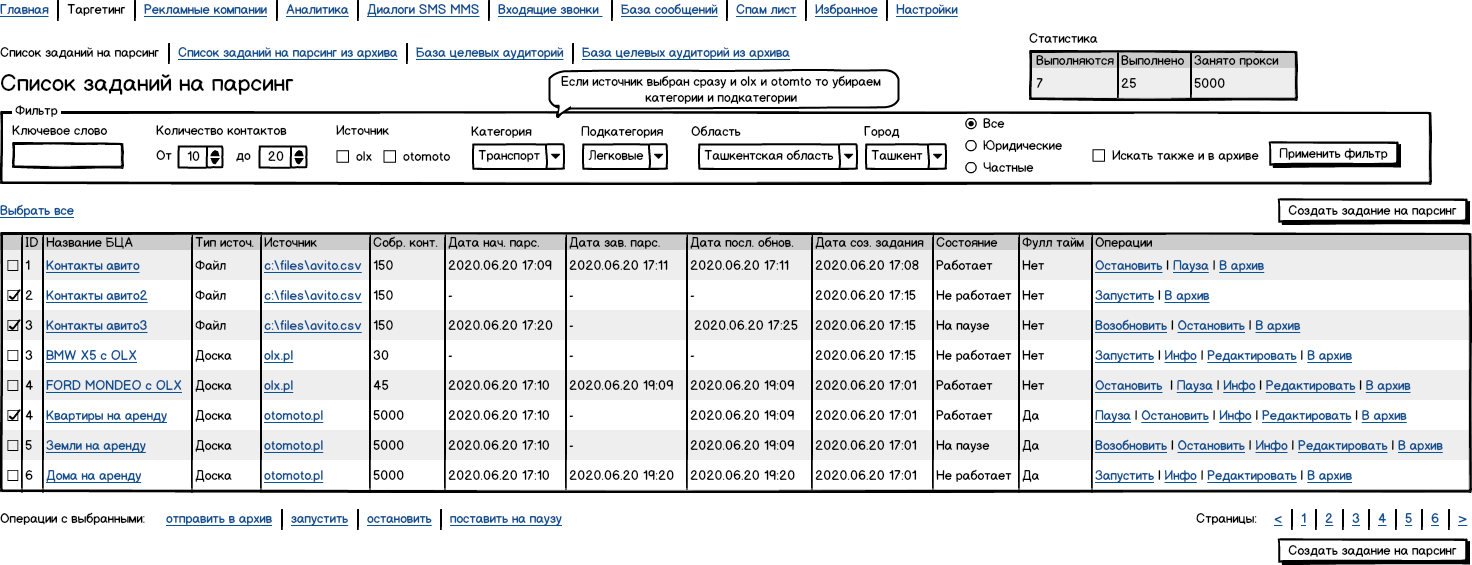 Главная Таргетинг Рекламные компании Аналитика Диалоги SMS MMS Входящие звонки База сообщений Спам лист Избранное Настройки
Список заданий на парсинг Список заданий на парсинг из архива База целевых аудиторий База целевых аудиторий из архива
Статистика
Выполняются Выполнено Занято прокси
7 25 5000
Список заданий на парсинг
Если источник выбран сразу и olx и otomto то убираем
категории и подкатегории
Фильтр
Ключевое слово Количество контактов Источник Категория Подкатегория Область Город
От 10 до 20 olx otomoto Транспорт Легковые Ташкентская область Ташкент
Все
Юридические
Частные
Искать также и в архиве Применить фильтр
Выбрать все Создать задание на парсинг
ID Название БЦА Тип источ. Источник Собр. конт. Дата нач. парс. Дата зав. парс. Дата посл. обнов. Дата соз. задания Состояние Фулл тайм Операции
1 Контакты авито Файл c:\files\avito.csv 150 2020.06.20 17:09 2020.06.20 17:11 2020.06.20 17:11 2020.06.20 17:08 Работает Нет Остановить | Пауза | В архив
2 Контакты авито2 Файл c:\files\avito.csv 150 - - - 2020.06.20 17:15 Не работает Нет Запустить | В архив
3 Контакты авито3 Файл c:\files\avito.csv 150 2020.06.20 17:20 - 2020.06.20 17:25 2020.06.20 17:15 На паузе Нет Возобновить | Остановить | В архив
3 BMW X5 с OLX Доска olx.pl 30 - - - 2020.06.20 17:15 Не работает Нет Запустить | Инфо | Редактировать | В архив
4 FORD MONDEO с OLX Доска olx.pl 45 2020.06.20 17:10 2020.06.20 19:09 2020.06.20 19:09 2020.06.20 17:01 Работает Нет Остановить | Пауза | Инфо | Редактировать | В архив
4 Квартиры на аренду Доска otomoto.pl 5000 2020.06.20 17:10 - 2020.06.20 19:09 2020.06.20 17:01 Работает Да Пауза | Остановить | Инфо | Редактировать | В архив
5 Земли на аренду Доска otomoto.pl 5000 2020.06.20 17:10 - 2020.06.20 19:09 2020.06.20 17:01 На паузе Да Возобновить | Остановить | Инфо | Редактировать | В архив
6 Дома на аренду Доска otomoto.pl 5000 2020.06.20 17:10 2020.06.20 19:20 2020.06.20 19:20 2020.06.20 17:01 Не работает Да Запустить | Инфо | Редактировать | В архив
Операции с выбранными: отправить в архив запустить остановить поставить на паузу Страницы: < 1 2 3 4 5 6 >
Создать задание на парсинг